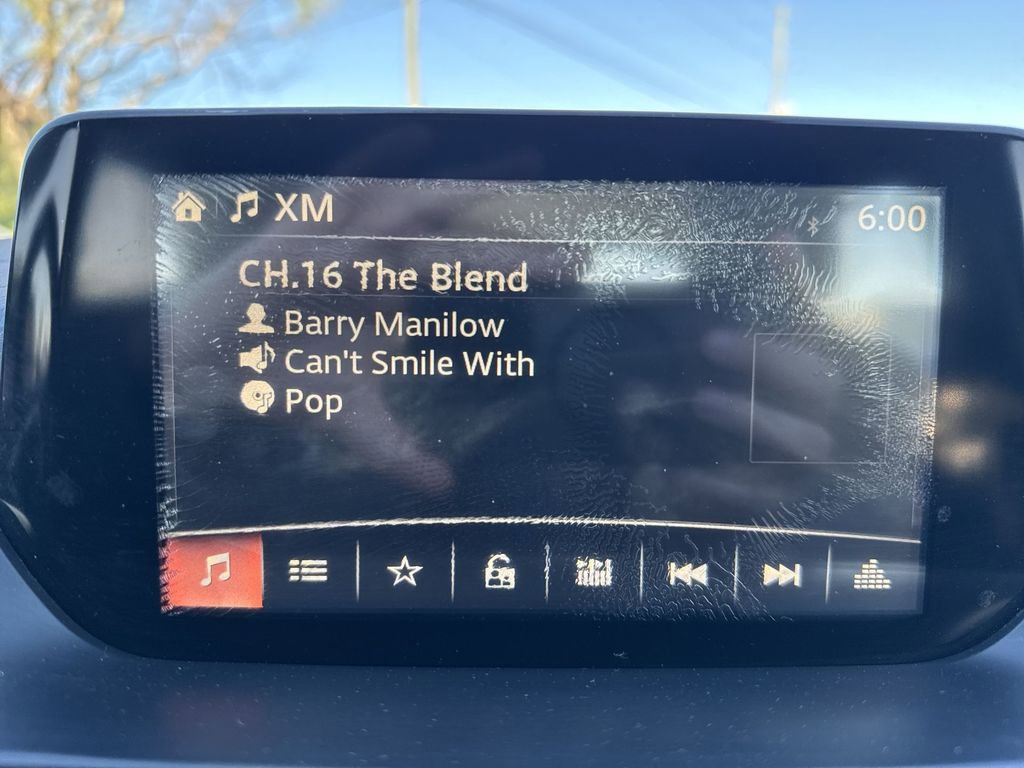 XM
6:00
CH.16 The Blend
Barry Manilow
Can't Smile With
Pop